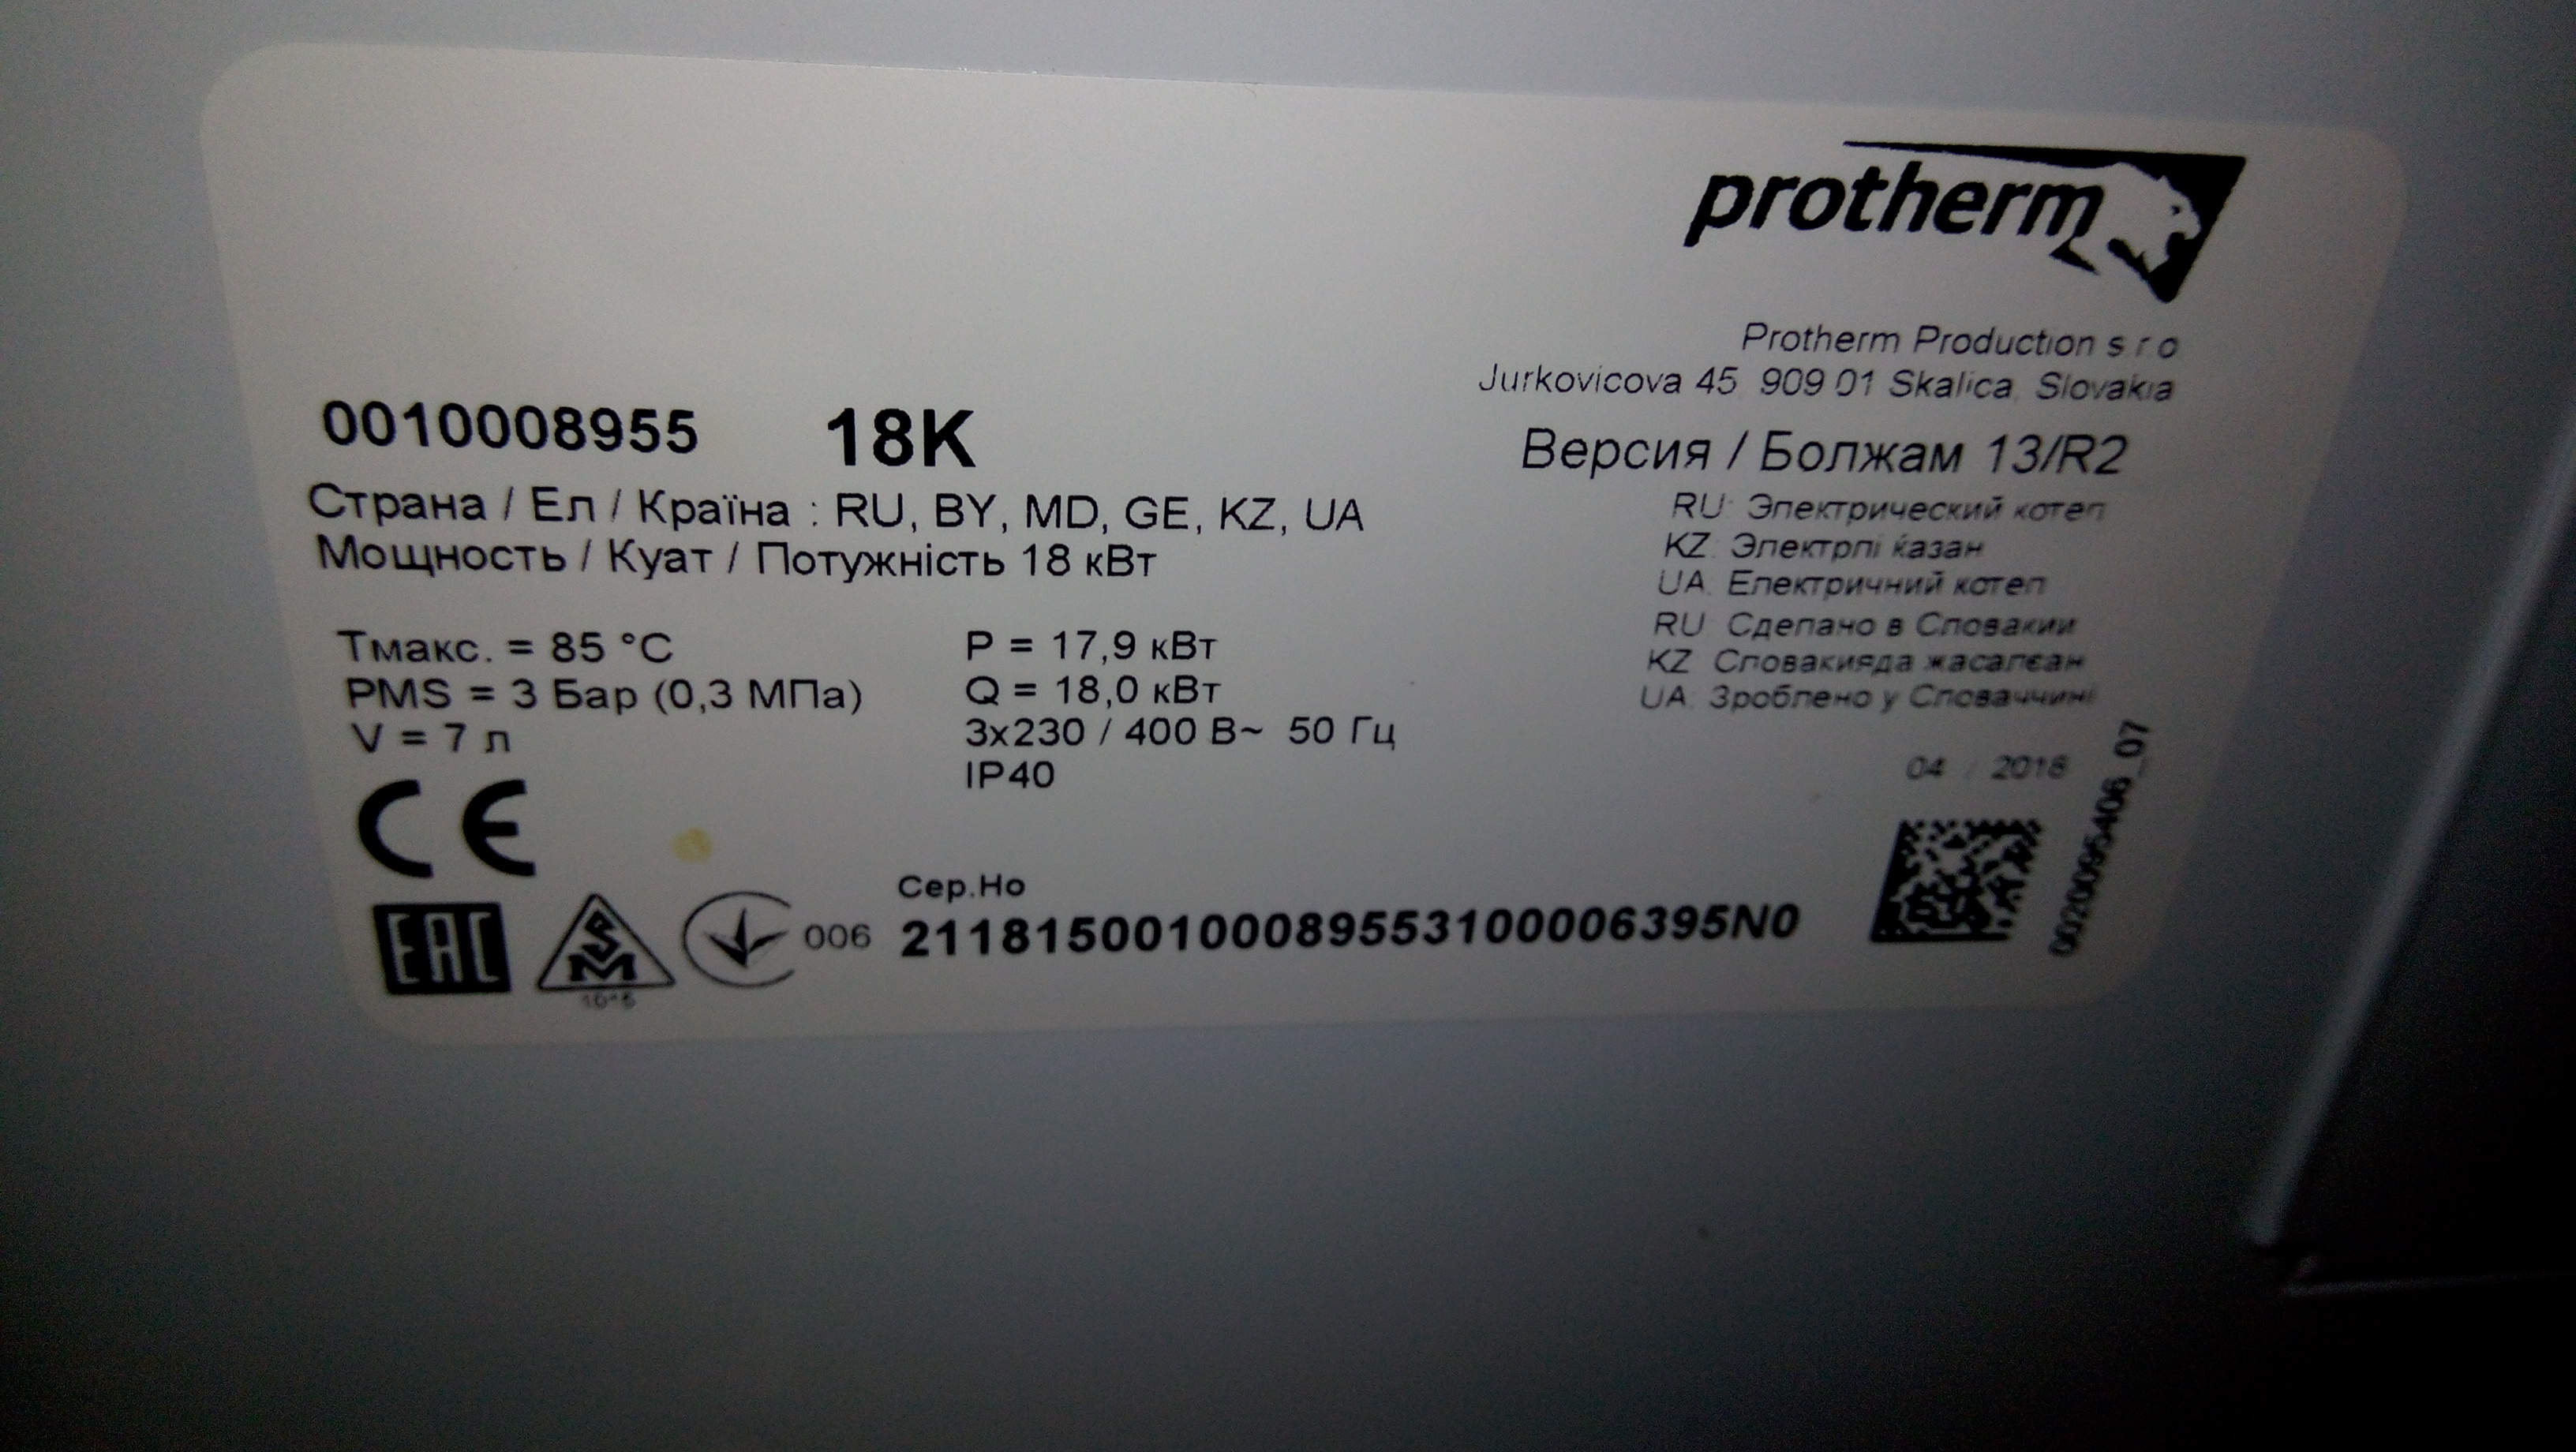 protherm
Protherm Production s r o
Jurkovicova 45 909 01 Skalica, Slovakia
0010008955 18K
Версия / Болжам 13/R2
Страна / Ел / Країна : RU, BY, MD, GE, KZ, UA
Мощность / Куат / Потужність 18 кВт
RU: Электрический котел
KZ: Электрлі казан
UA: Електричний котел
RU: Сделано в Словакии
KZ: Словакияда жасалған
UA: Зроблено у Словаччині
Tмакс. = 85 °C
PMS = 3 Бар (0,3 МПа)
V = 7 л
P = 17,9 кВт
Q = 18,0 кВт
3x230 / 400 В~ 50 Гц
IP40
04 / 2018
0020095406_07
CE
EAC
006
Сер.Но
21181500100089553100006395N0